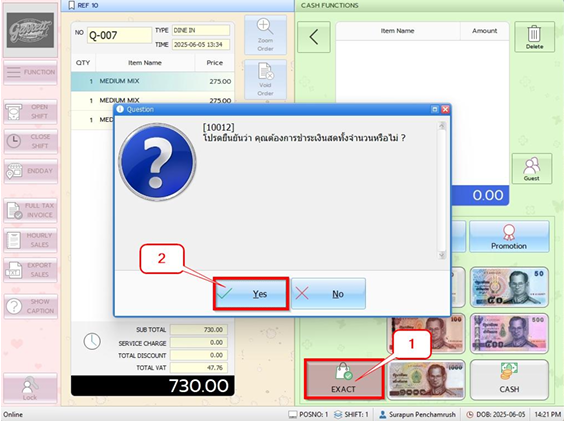 Garrett
REF 10
CASH FUNCTIONS
NO Q-007
TYPE DINE IN
TIME 2025-06-05 13:34
Zoom
Order
Void
Order
QTY Item Name Price
1 MEDIUM MIX 275.00
1 MEDIUM MIX 275.00
1 MEDIUM
Item Name Amount
Delete
Guest
0.00
FUNCTION
OPEN
SHIFT
CLOSE
SHIFT
ENDDAY
FULL TAX
INVOICE
HOURLY
SALES
EXPORT
SALES
SHOW
CAPTION
Lock
Question
[10012]
โปรดยืนยันว่า คุณต้องการชำระเงินสดทั้งจำนวนหรือไม่ ?
2
Yes
No
Promotion
50
100
500
1
SUB TOTAL 730.00
SERVICE CHARGE 0.00
TOTAL DISCOUNT 0.00
TOTAL VAT 47.76
730.00
EXACT
1000
CASH
Online
POSNO: 1
SHIFT: 1
Surapun Penchamrush
DOB: 2025-06-05
14:21 PM